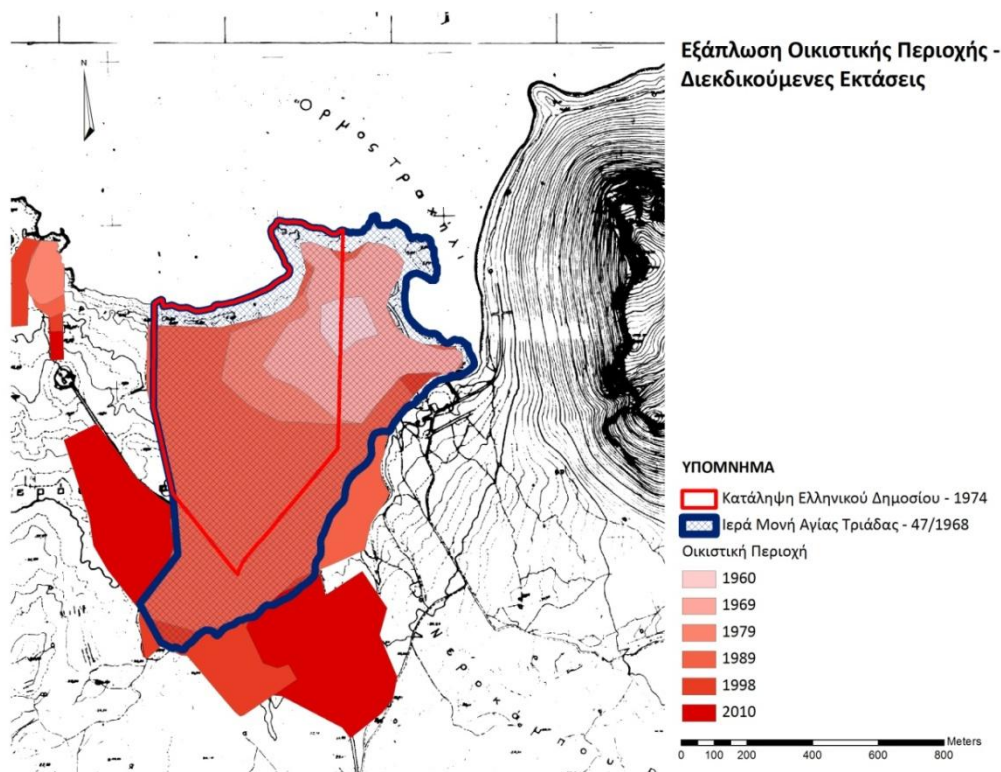 Εξάπλωση Οικιστικής Περιοχής -
Διεκδικούμενες Εκτάσεις
N
Όρμος Τραχήλι
ΥΠΟΜΝΗΜΑ
Κατάληψη Ελληνικού Δημοσίου - 1974
Ιερά Μονή Αγίας Τριάδας - 47/1968
Οικιστική Περιοχή
1960
1969
1979
1989
1998
2010
Meters
0 100 200 400 600 800